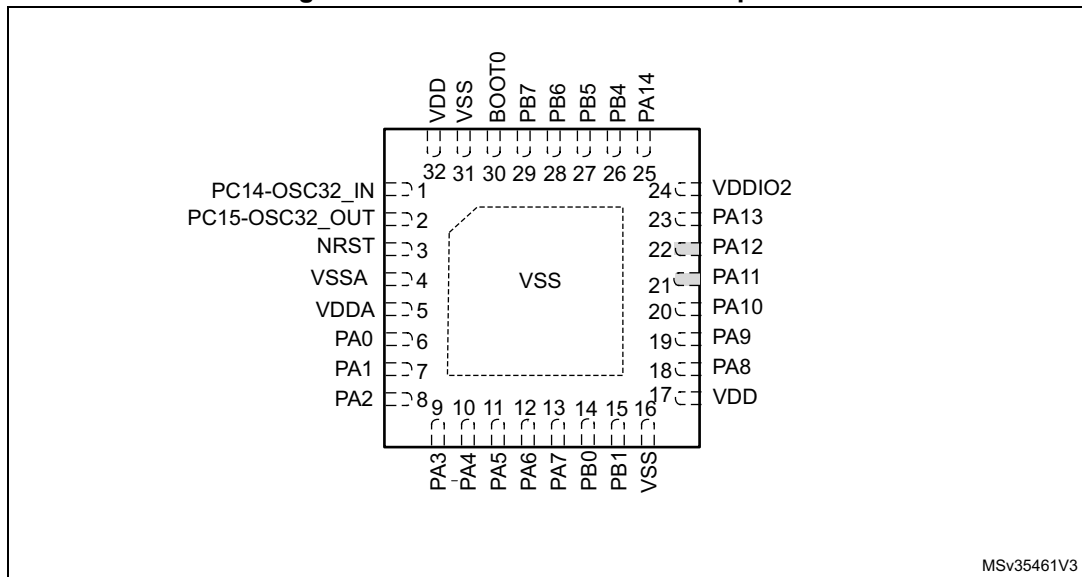 VDD
VSS
BOOT0
PB7
PB6
PB5
PB4
PA14
32 31 30 29 28 27 26 25
PC14-OSC32_IN 1
PC15-OSC32_OUT 2
NRST 3
VSSA 4
VDDA 5
PA0 6
PA1 7
PA2 8
VSS
24 VDDIO2
23 PA13
22 PA12
21 PA11
20 PA10
19 PA9
18 PA8
17 VDD
9 10 11 12 13 14 15 16
PA3
PA4
PA5
PA6
PA7
PB0
PB1
VSS
MSv35461V3